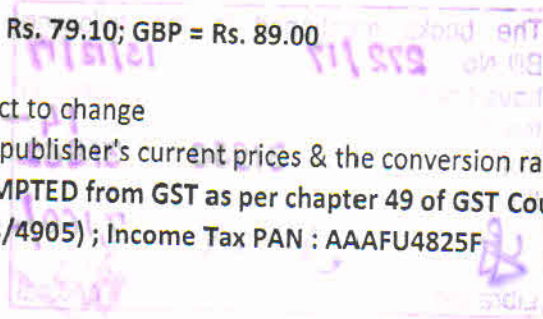 Rs. 79.10; GBP = Rs. 89.00
ct to change
publisher's current prices & the conversion ra
MPTED from GST as per chapter 49 of GST Cou
/4905) ; Income Tax PAN : AAAFU4825F